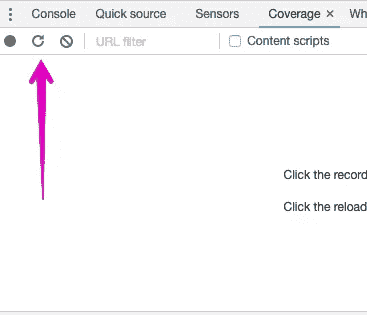 Console Quick source Sensors Coverage × Wh
URL filter Content scripts
Click the record
Click the reload